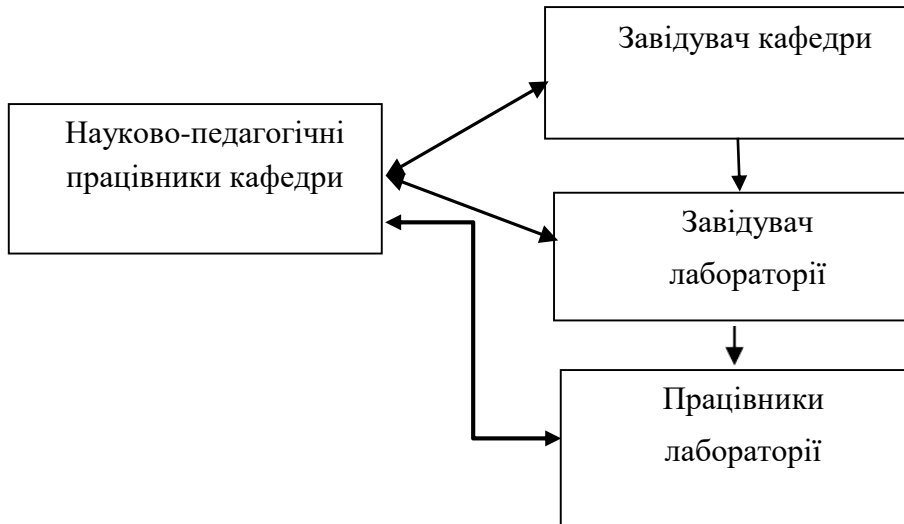 Завідувач кафедри
Науково-педагогічні
працівники кафедри
Завідувач
лабораторії
Працівники
лабораторії